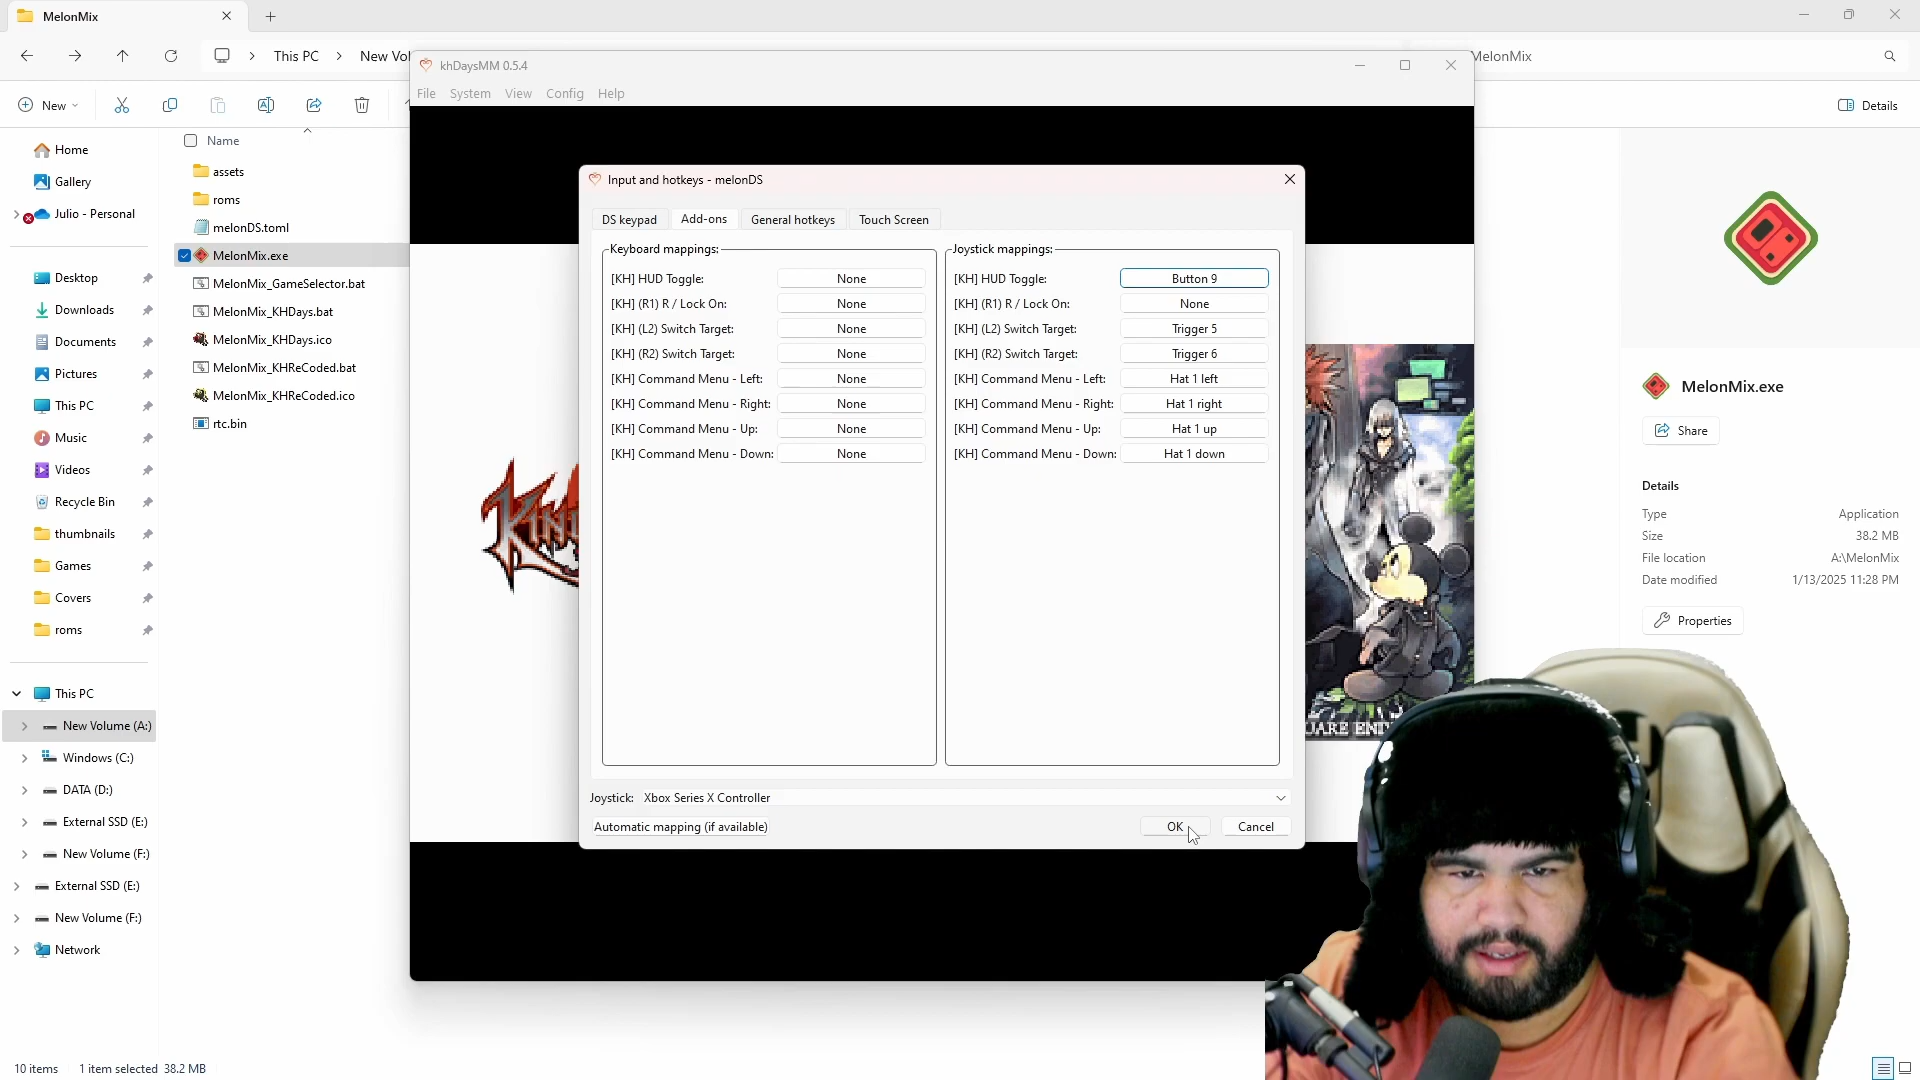 MelonMix
This PC
New Vol
MelonMix
New
Details
Home
Gallery
Julio - Personal
Desktop
Downloads
Documents
Pictures
This PC
Music
Videos
Recycle Bin
thumbnails
Games
Covers
roms
This PC
New Volume (A:)
Windows (C:)
DATA (D:)
External SSD (E:)
New Volume (F:)
External SSD (E:)
New Volume (F:)
Network
10 items 1 item selected 38.2 MB
Name
assets
roms
melonDS.toml
MelonMix.exe
MelonMix_GameSelector.bat
MelonMix_KHDays.bat
MelonMix_KHDays.ico
MelonMix_KHReCoded.bat
MelonMix_KHReCoded.ico
rtc.bin
khDaysMM 0.5.4
File System View Config Help
Input and hotkeys - melonDS
DS keypad Add-ons General hotkeys Touch Screen
Keyboard mappings:
[KH] HUD Toggle: None
[KH] (R1) R / Lock On: None
[KH] (L2) Switch Target: None
[KH] (R2) Switch Target: None
[KH] Command Menu - Left: None
[KH] Command Menu - Right: None
[KH] Command Menu - Up: None
[KH] Command Menu - Down: None
Joystick mappings:
[KH] HUD Toggle: Button 9
[KH] (R1) R / Lock On: None
[KH] (L2) Switch Target: Trigger 5
[KH] (R2) Switch Target: Trigger 6
[KH] Command Menu - Left: Hat 1 left
[KH] Command Menu - Right: Hat 1 right
[KH] Command Menu - Up: Hat 1 up
[KH] Command Menu - Down: Hat 1 down
Joystick: Xbox Series X Controller
Automatic mapping (if available)
OK Cancel
MelonMix.exe
Share
Details
Type Application
Size 38.2 MB
File location A:\MelonMix
Date modified 1/13/2025 11:28 PM
Properties